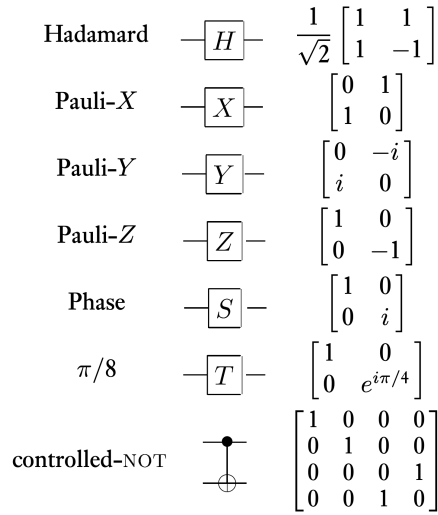 Hadamard H 1/√2 [1 1; 1 −1]
Pauli-X X [0 1; 1 0]
Pauli-Y Y [0 −i; i 0]
Pauli-Z Z [1 0; 0 −1]
Phase S [1 0; 0 i]
π/8 T [1 0; 0 e^{iπ/4}]
controlled-NOT [1 0 0 0; 0 1 0 0; 0 0 0 1; 0 0 1 0]